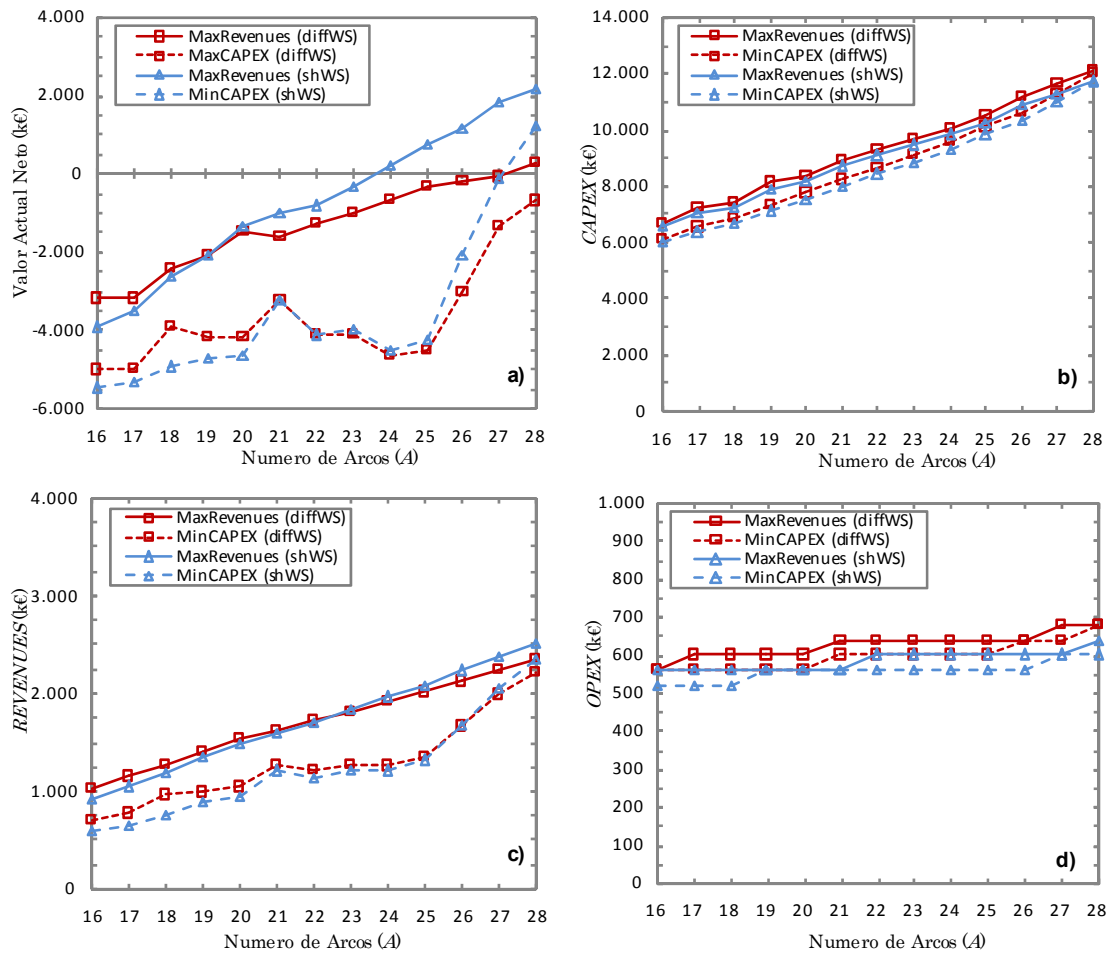 4.000
2.000
0
-2.000
-4.000
-6.000
Valor Actual Neto (k€)
MaxRevenues (diffWS)
MaxCAPEX (diffWS)
MaxRevenues (shWS)
MinCAPEX (shWS)
a)
16 17 18 19 20 21 22 23 24 25 26 27 28
Numero de Arcos (A)
14.000
12.000
10.000
8.000
6.000
4.000
2.000
0
CAPEX (k€)
MaxRevenues (diffWS)
MinCAPEX (diffWS)
MaxRevenues (shWS)
MinCAPEX (shWS)
b)
16 17 18 19 20 21 22 23 24 25 26 27 28
Numero de Arcos (A)
4.000
3.000
2.000
1.000
0
REVENUES (k€)
MaxRevenues (diffWS)
MinCAPEX (diffWS)
MaxRevenues (shWS)
MinCAPEX (shWS)
c)
16 17 18 19 20 21 22 23 24 25 26 27 28
Numero de Arcos (A)
1.000
900
800
700
600
500
400
300
200
100
0
OPEX (k€)
MaxRevenues (diffWS)
MinCAPEX (diffWS)
MaxRevenues (shWS)
MinCAPEX (shWS)
d)
16 17 18 19 20 21 22 23 24 25 26 27 28
Numero de Arcos (A)